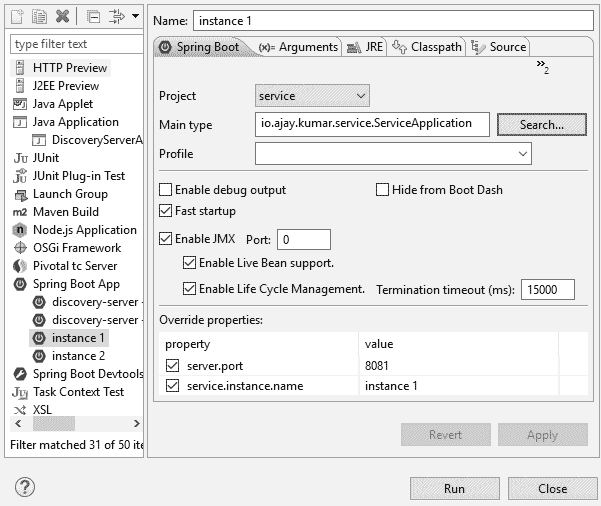 Name: instance 1
type filter text
HTTP Preview
J2EE Preview
Java Applet
Java Application
DiscoveryServerA
JUnit
JUnit Plug-in Test
Launch Group
Maven Build
Node.js Application
OSGi Framework
Pivotal tc Server
Spring Boot App
discovery-server -
discovery-server -
instance 1
instance 2
Spring Boot Devtools
Task Context Test
XSL
Filter matched 31 of 50 ite
Spring Boot (x)= Arguments JRE Classpath Source
»2
Project service
Main type io.ajay.kumar.service.ServiceApplication Search...
Profile
Enable debug output Hide from Boot Dash
Fast startup
Enable JMX Port: 0
Enable Live Bean support.
Enable Life Cycle Management. Termination timeout (ms): 15000
Override properties:
property value
server.port 8081
service.instance.name instance 1
Revert Apply
? Run Close